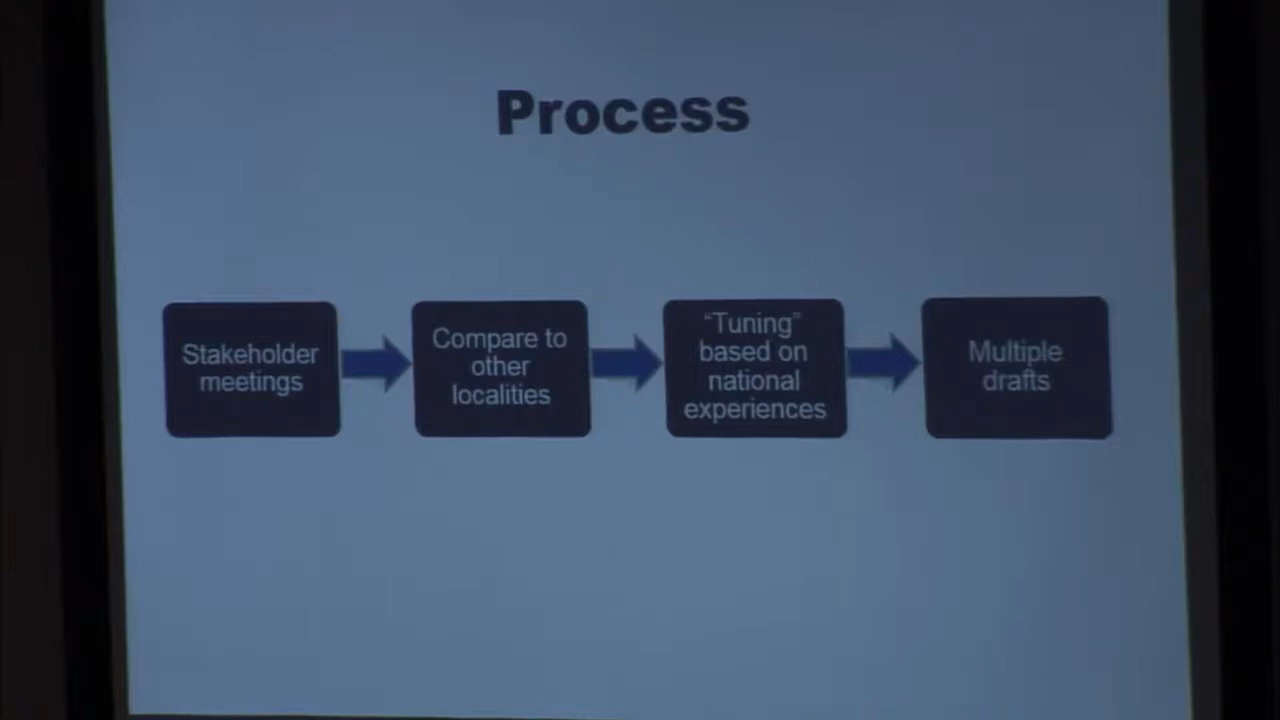 Process
Stakeholder
meetings
Compare to
other
localities
“Tuning”
based on
national
experiences
Multiple
drafts